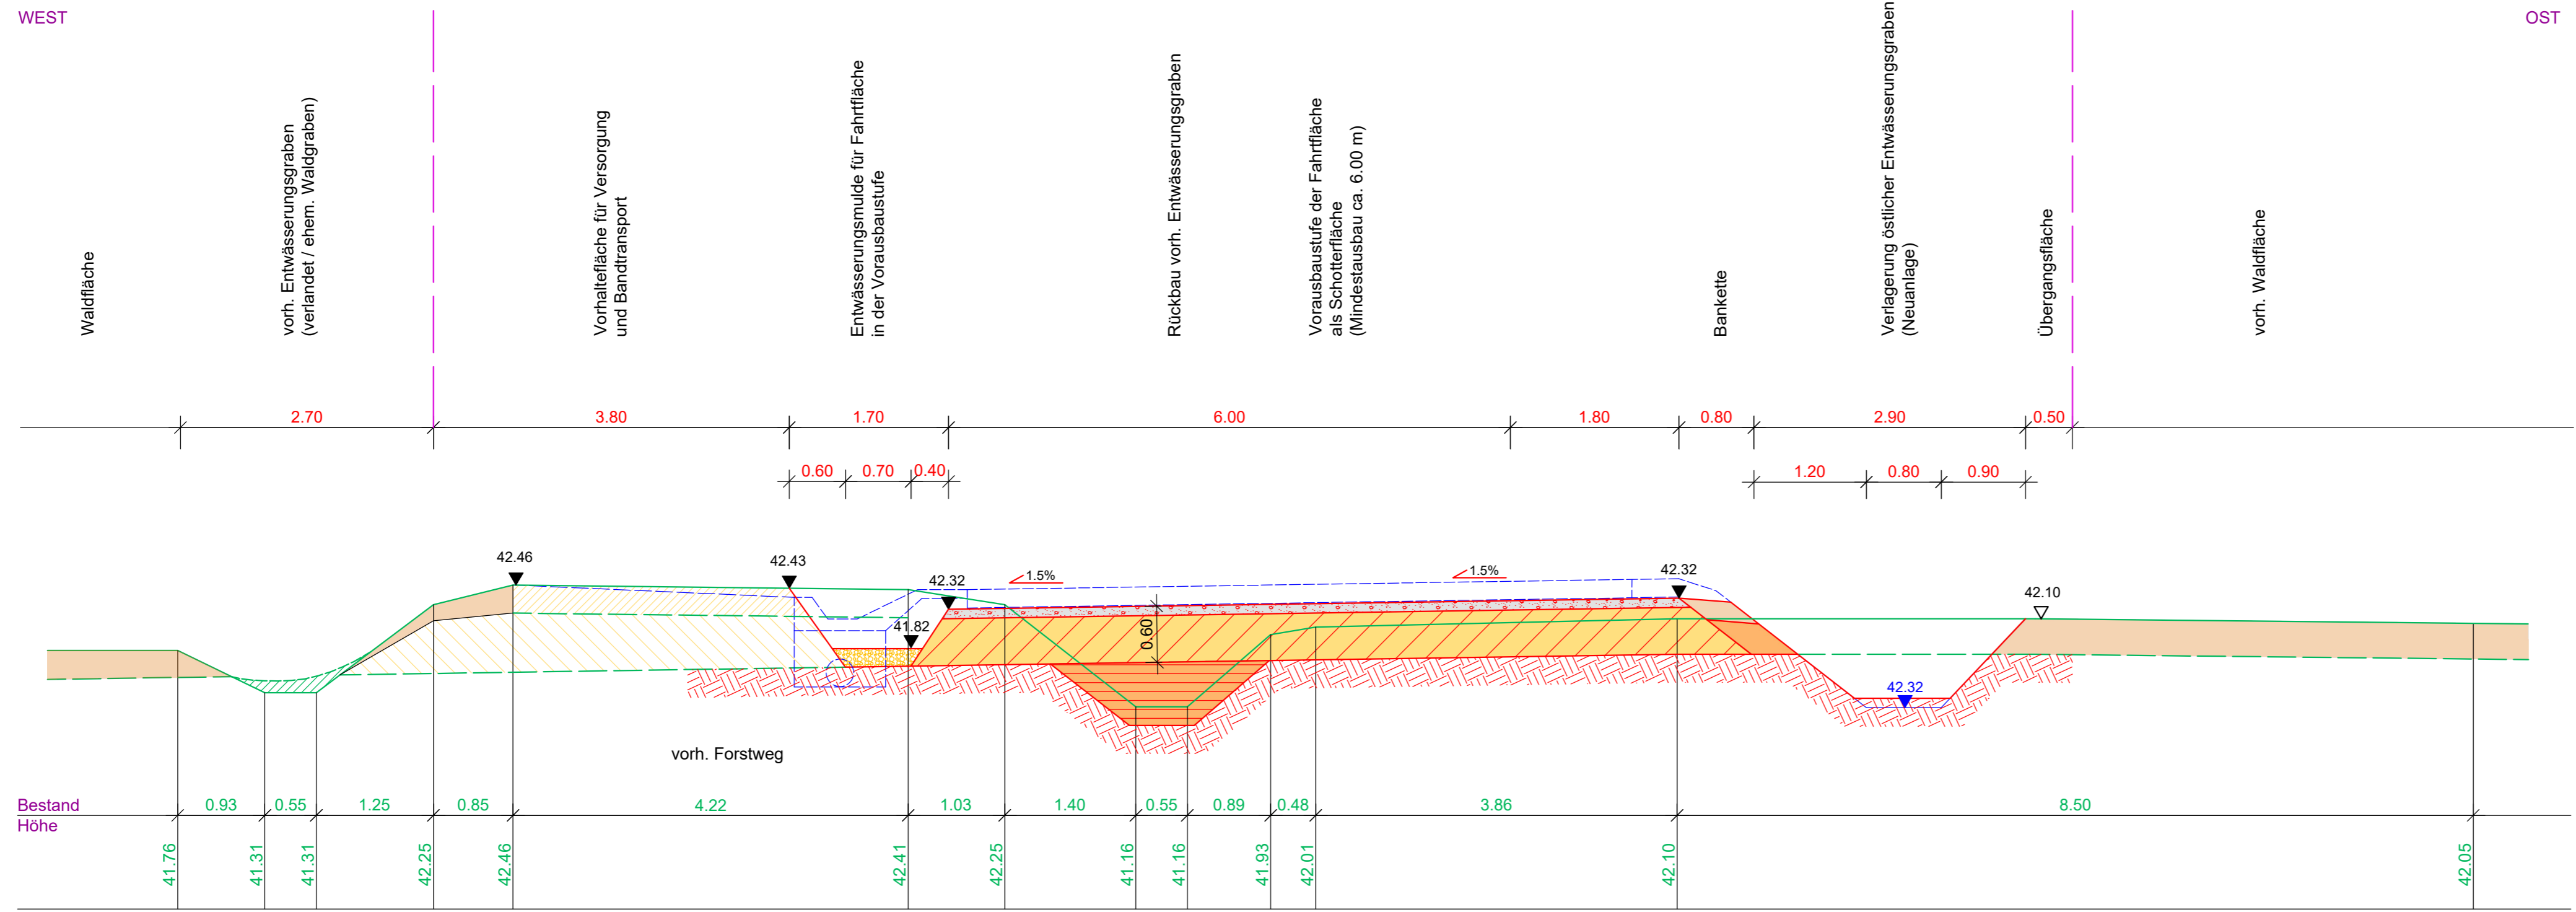 WEST
OST
Waldfläche
vorh. Entwässerungsgraben
(verlandet / ehem. Waldgraben)
Vorhaltefläche für Versorgung
und Bandtransport
Entwässerungsmulde für Fahrtfläche
in der Vorausbaustufe
Rückbau vorh. Entwässerungsgraben
Vorausbaustufe der Fahrtfläche
als Schotterfläche
(Mindestausbau ca. 6.00 m)
Bankette
Verlagerung östlicher Entwässerungsgraben
(Neuanlage)
Übergangsfläche
vorh. Waldfläche
2.70 3.80 1.70 6.00 1.80 0.80 2.90 0.50
0.60 0.70 0.40 1.20 0.80 0.90
42.46
42.43
42.32
1.5%
1.5%
42.32
42.10
41.82
0.60
42.32
vorh. Forstweg
Bestand
0.93 0.55 1.25 0.85 4.22 1.03 1.40 0.55 0.89 0.48 3.86 8.50
Höhe
41.76 41.31 41.31 42.25 42.46 42.41 42.25 41.16 41.16 41.93 42.01 42.10 42.05